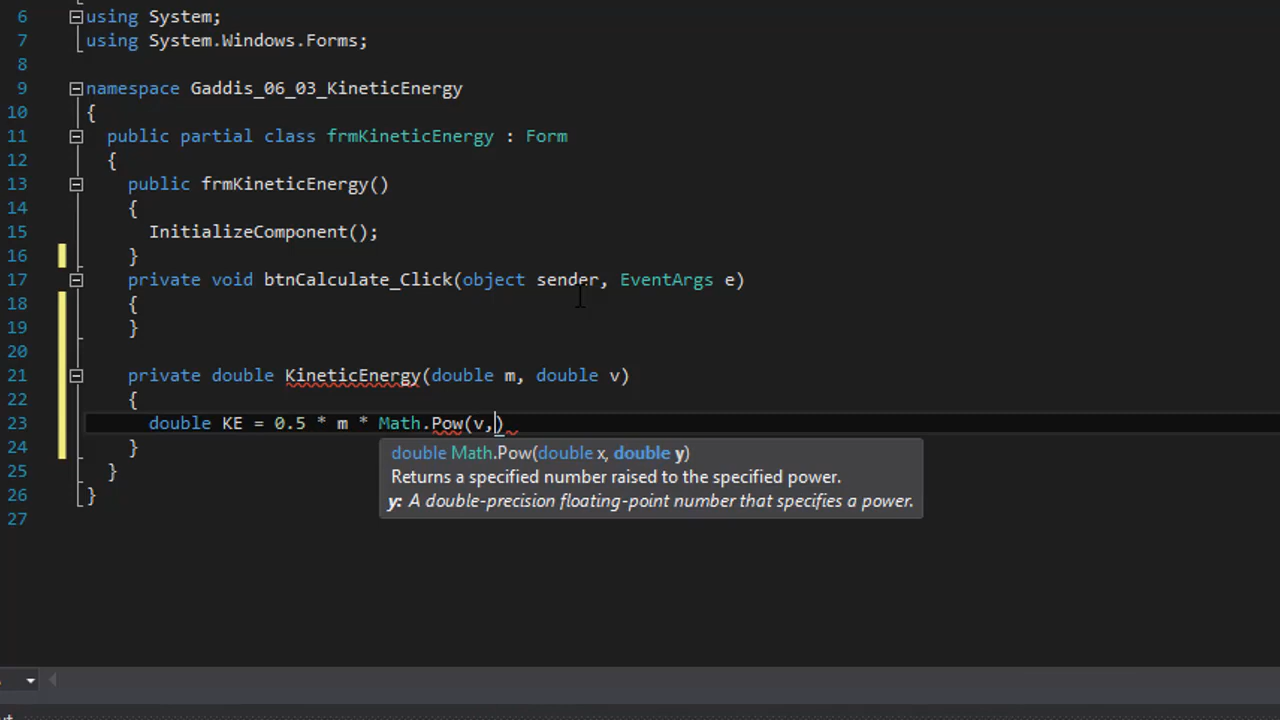 6 using System;
7 using System.Windows.Forms;
8
9 namespace Gaddis_06_03_KineticEnergy
10 {
11 public partial class frmKineticEnergy : Form
12 {
13 public frmKineticEnergy()
14 {
15 InitializeComponent();
16 }
17 private void btnCalculate_Click(object sender, EventArgs e)
18 {
19 }
20
21 private double KineticEnergy(double m, double v)
22 {
23 double KE = 0.5 * m * Math.Pow(v,)
24 }
double Math.Pow(double x, double y)
25 }
Returns a specified number raised to the specified power.
26 }
y: A double-precision floating-point number that specifies a power.
27